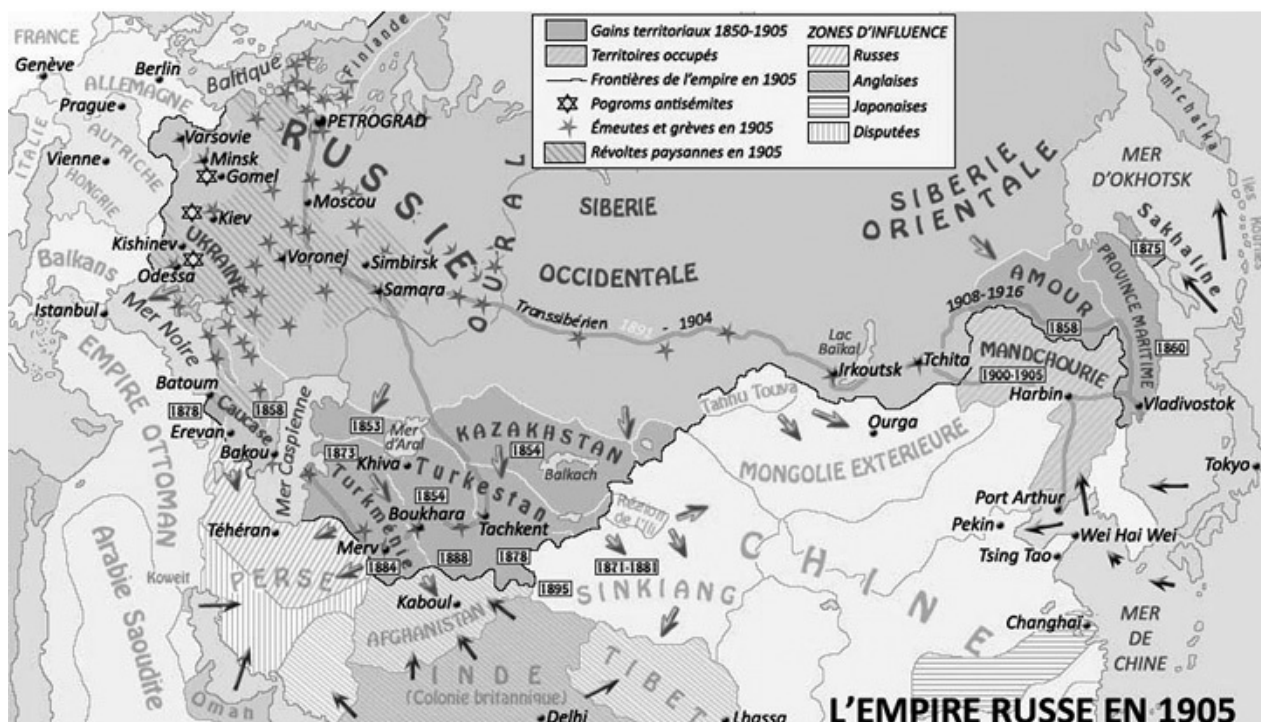 Gains territoriaux 1850-1905
Territoires occupés
Frontières de l'empire en 1905
Pogroms antisémites
Émeutes et grèves en 1905
Révoltes paysannes en 1905
ZONES D'INFLUENCE
Russes
Anglaises
Japonaises
Disputées
FRANCE
Genève
Berlin
ALLEMAGNE
Prague
ITALIE
AUTRICHE
Vienne
HONGRIE
Balkans
Istanbul
Baltique
Finlande
PETROGRAD
RUSSIE
Varsovie
Minsk
Gomel
Moscou
Kiev
UKRAINE
Kishinev
Odessa
Voronej
Simbirsk
Samara
OURAL
SIBERIE
OCCIDENTALE
SIBERIE
ORIENTALE
Transsibérien 1891 - 1904
Lac
Baïkal
Irkoutsk
Tchita
1908-1916
AMOUR
1858
PROVINCE MARITIME
1860
MANDCHOURIE
1900-1905
Harbin
Vladivostok
Kamtchatka
MER
D'OKHOTSK
Iles Kouriles
Sakhaline
1875
Mer Noire
EMPIRE OTTOMAN
Batoum
1878
Caucase
1858
Erevan
Bakou
Mer Caspienne
1853
Mer
d'Aral
1873
Khiva
KAZAKHSTAN
1854
Balkach
Turkestan
Turkménie
1854
Boukhara
Tachkent
Merv
1884
1888
1878
1895
Tannu Touva
Ourga
MONGOLIE EXTERIEURE
Région
de l'Ili
1871-1881
SINKIANG
CHINE
Port Arthur
Pekin
Wei Hai Wei
Tsing Tao
Tokyo
Changhaï
MER
DE
CHINE
Téhéran
PERSE
Koweit
Arabie Saoudite
Oman
Kaboul
AFGHANISTAN
INDE
(Colonie britannique)
Delhi
TIBET
Lhassa
L'EMPIRE RUSSE EN 1905